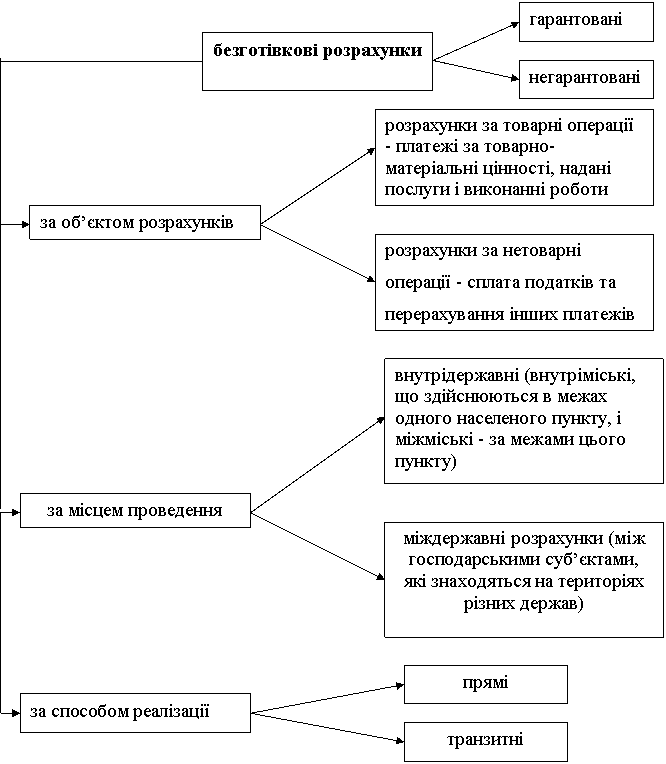 безготівкові розрахунки
гарантовані
негарантовані
за об’єктом розрахунків
розрахунки за товарні операції
- платежі за товарно-
матеріальні цінності, надані
послуги і виконанні роботи
розрахунки за нетоварні
операції - сплата податків та
перерахування інших платежів
за місцем проведення
внутрідержавні (внутріміські,
що здійснюються в межах
одного населеного пункту, і
міжміські - за межами цього
пункту)
міждержавні розрахунки (між
господарськими суб’єктами,
які знаходяться на територіях
різних держав)
за способом реалізації
прямі
транзитні